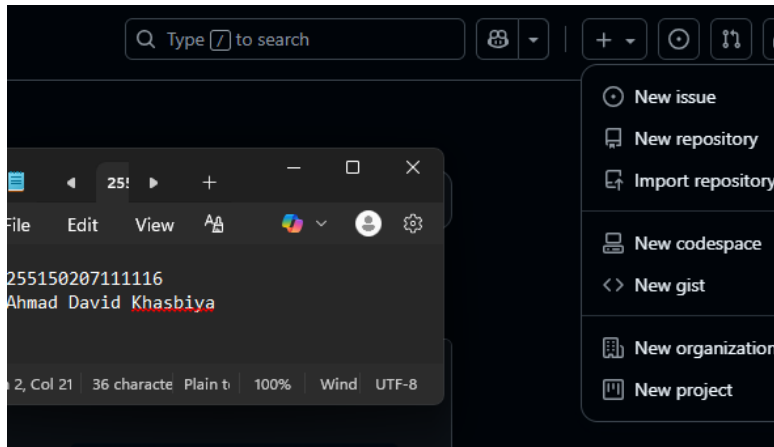 Type / to search
New issue
New repository
Import repository
New codespace
New gist
New organization
New project
255
File Edit View
255150207111116
Ahmad David Khasbiya
2, Col 21 36 characte Plain t 100% Wind UTF-8